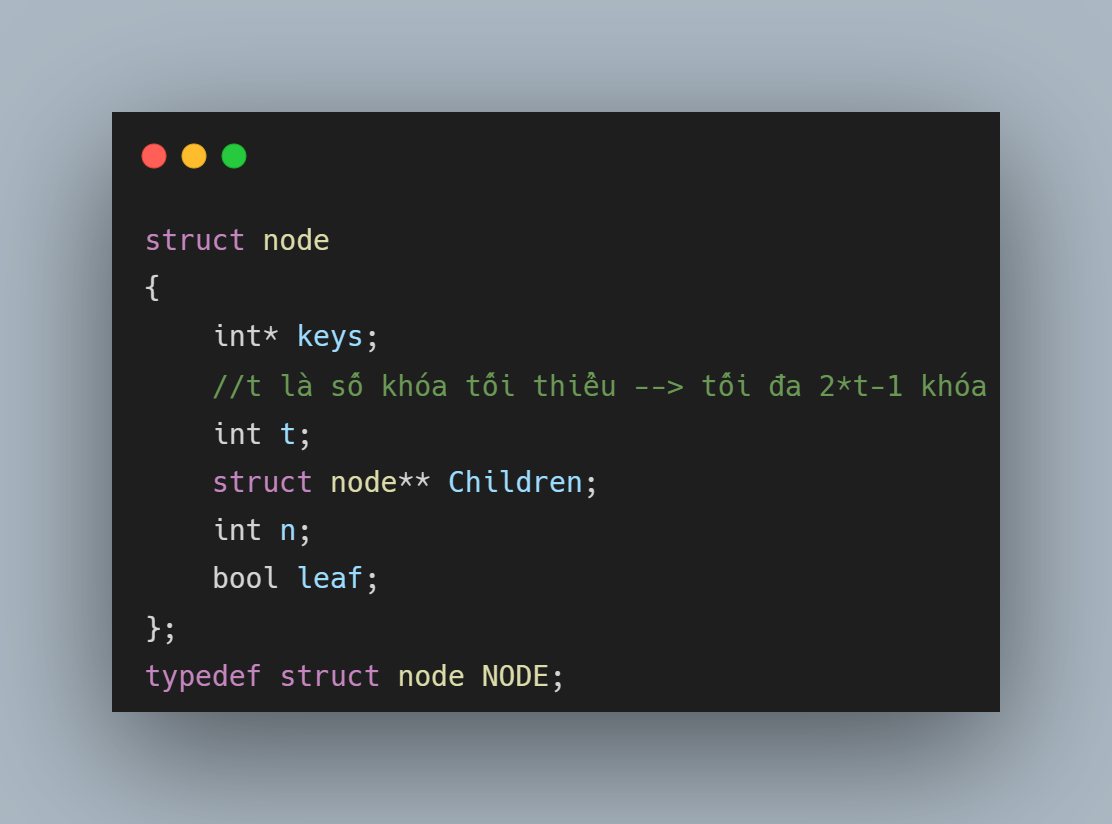 struct node
{
    int* keys;
    //t là số khóa tối thiểu --> tối đa 2*t-1 khóa
    int t;
    struct node** Children;
    int n;
    bool leaf;
};
typedef struct node NODE;